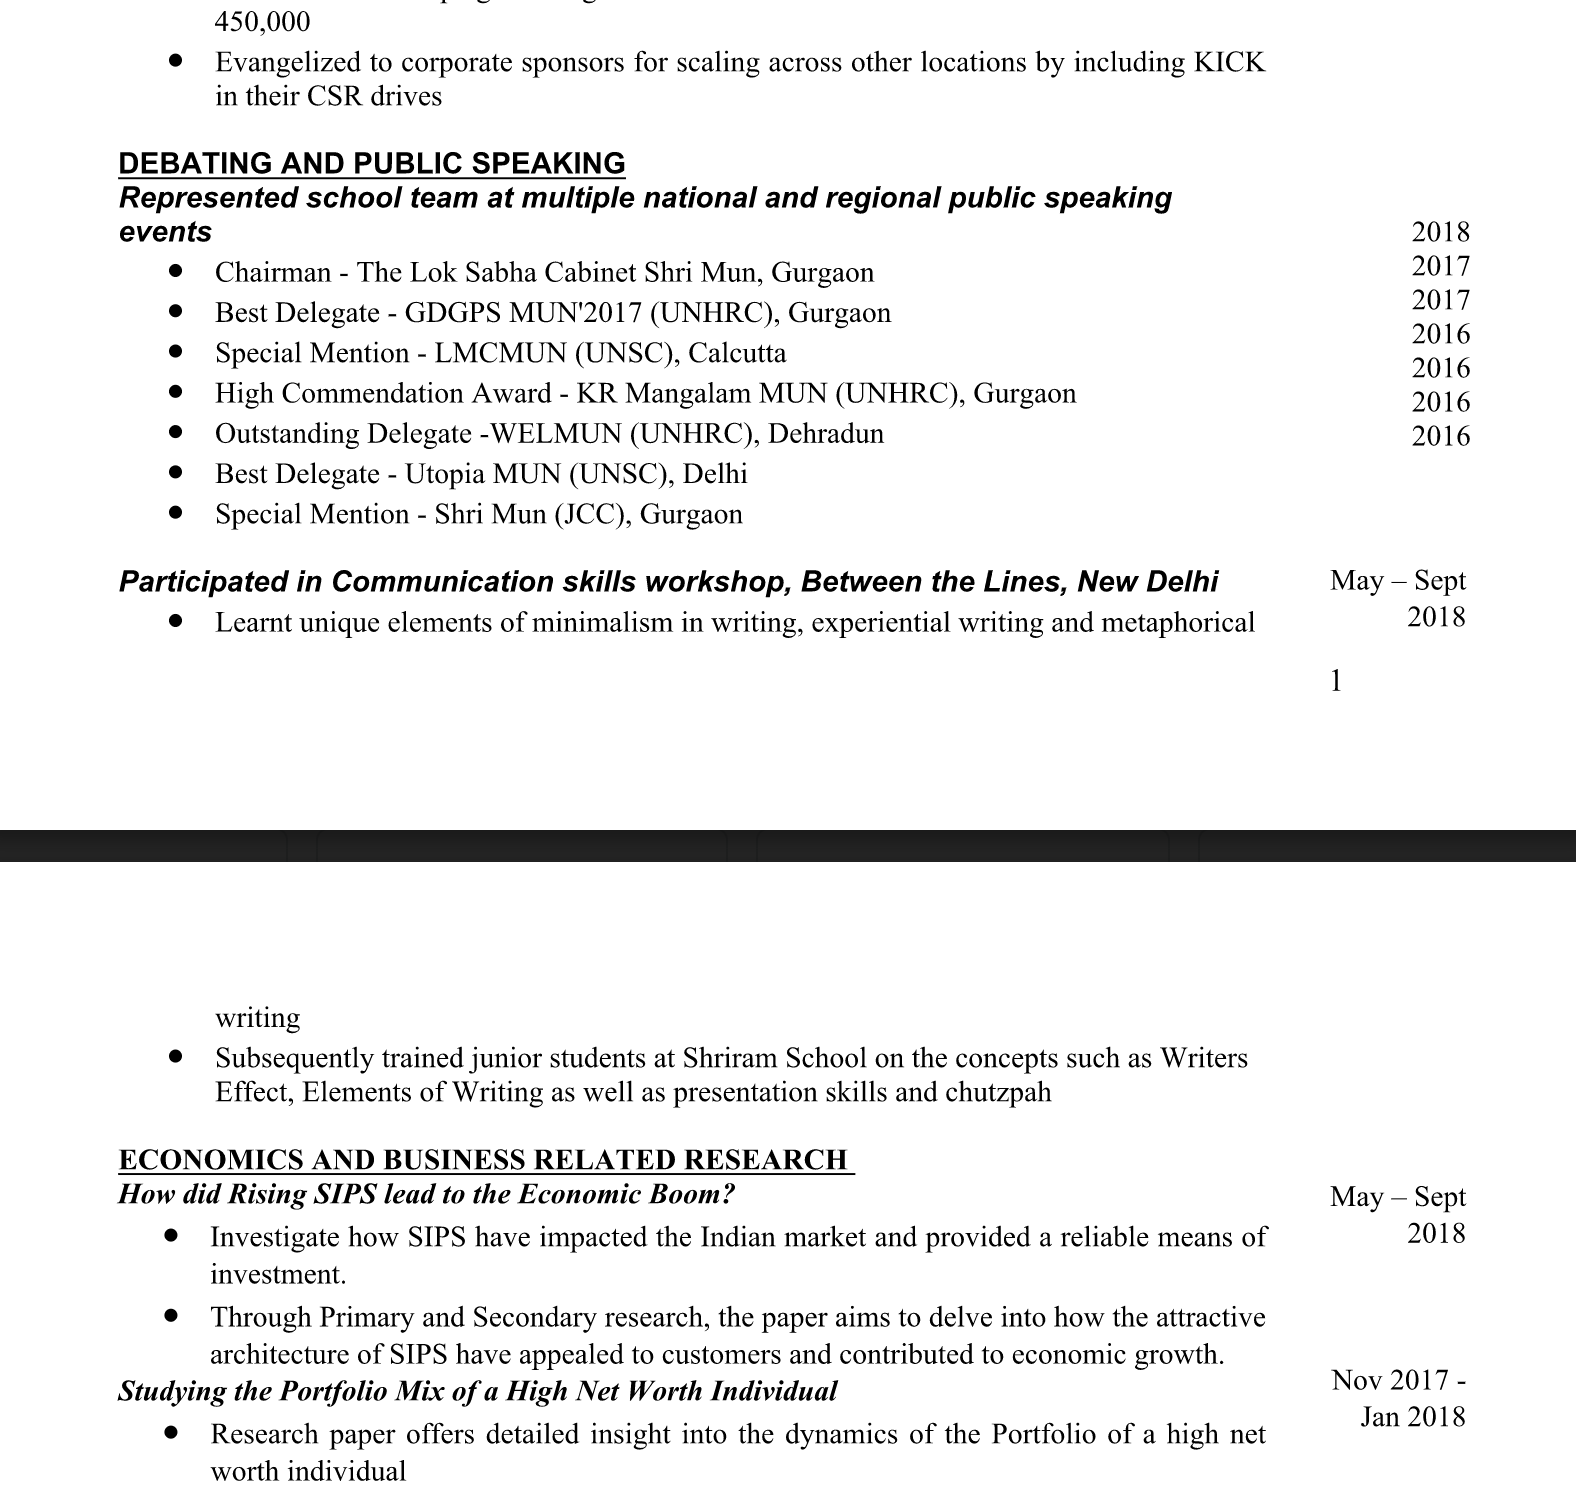 450,000
● Evangelized to corporate sponsors for scaling across other locations by including KICK
in their CSR drives
DEBATING AND PUBLIC SPEAKING
Represented school team at multiple national and regional public speaking
events
● Chairman - The Lok Sabha Cabinet Shri Mun, Gurgaon
● Best Delegate - GDGPS MUN'2017 (UNHRC), Gurgaon
● Special Mention - LMCMUN (UNSC), Calcutta
● High Commendation Award - KR Mangalam MUN (UNHRC), Gurgaon
● Outstanding Delegate -WELMUN (UNHRC), Dehradun
● Best Delegate - Utopia MUN (UNSC), Delhi
● Special Mention - Shri Mun (JCC), Gurgaon
2018
2017
2017
2016
2016
2016
2016
Participated in Communication skills workshop, Between the Lines, New Delhi
● Learnt unique elements of minimalism in writing, experiential writing and metaphorical
May – Sept
2018
1
writing
● Subsequently trained junior students at Shriram School on the concepts such as Writers
Effect, Elements of Writing as well as presentation skills and chutzpah
ECONOMICS AND BUSINESS RELATED RESEARCH
How did Rising SIPS lead to the Economic Boom?
● Investigate how SIPS have impacted the Indian market and provided a reliable means of
investment.
● Through Primary and Secondary research, the paper aims to delve into how the attractive
architecture of SIPS have appealed to customers and contributed to economic growth.
May – Sept
2018
Studying the Portfolio Mix of a High Net Worth Individual
● Research paper offers detailed insight into the dynamics of the Portfolio of a high net
worth individual
Nov 2017 -
Jan 2018